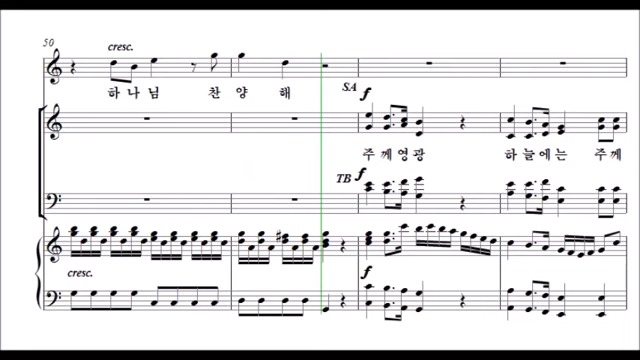 50
cresc.
하 나 님 찬 양 해
SA f
주 께 영 광 하 늘 에 는 주 께
TB f
cresc.
f